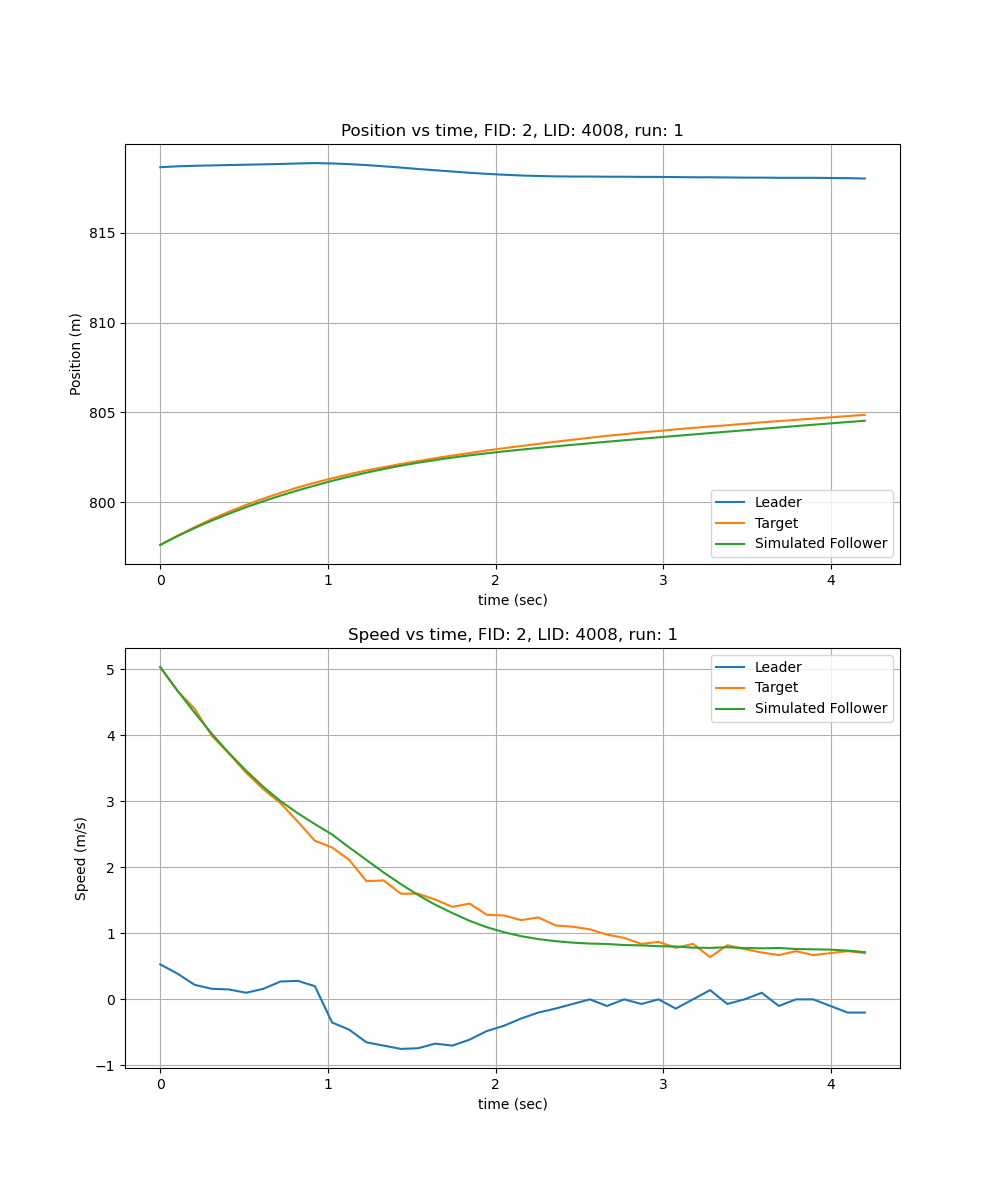 Position vs time, FID: 2, LID: 4008, run: 1
815
810
805
800
Position (m)
Leader
Target
Simulated Follower
0 1 2 3 4
time (sec)
Speed vs time, FID: 2, LID: 4008, run: 1
5
4
3
2
1
0
−1
Speed (m/s)
Leader
Target
Simulated Follower
0 1 2 3 4
time (sec)